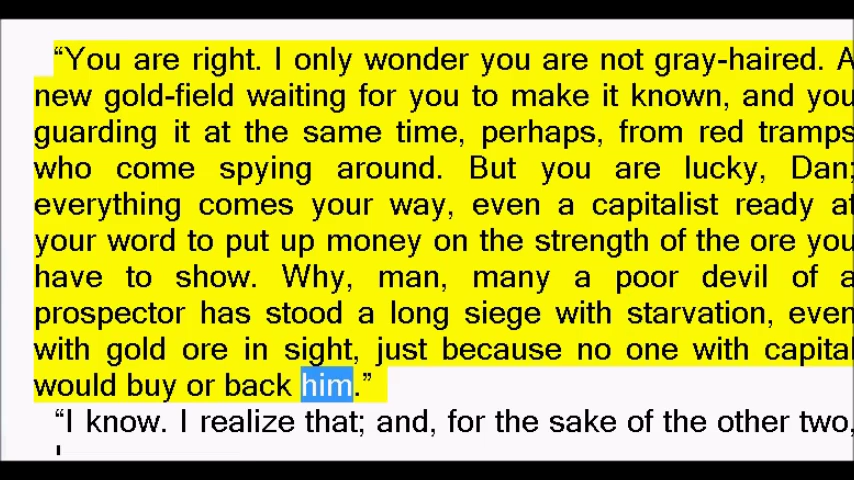 “You are right. I only wonder you are not gray-haired. A
new gold-field waiting for you to make it known, and you
guarding it at the same time, perhaps, from red tramps
who come spying around. But you are lucky, Dan;
everything comes your way, even a capitalist ready at
your word to put up money on the strength of the ore you
have to show. Why, man, many a poor devil of a
prospector has stood a long siege with starvation, even
with gold ore in sight, just because no one with capital
would buy or back him.”
“I know. I realize that; and, for the sake of the other two,